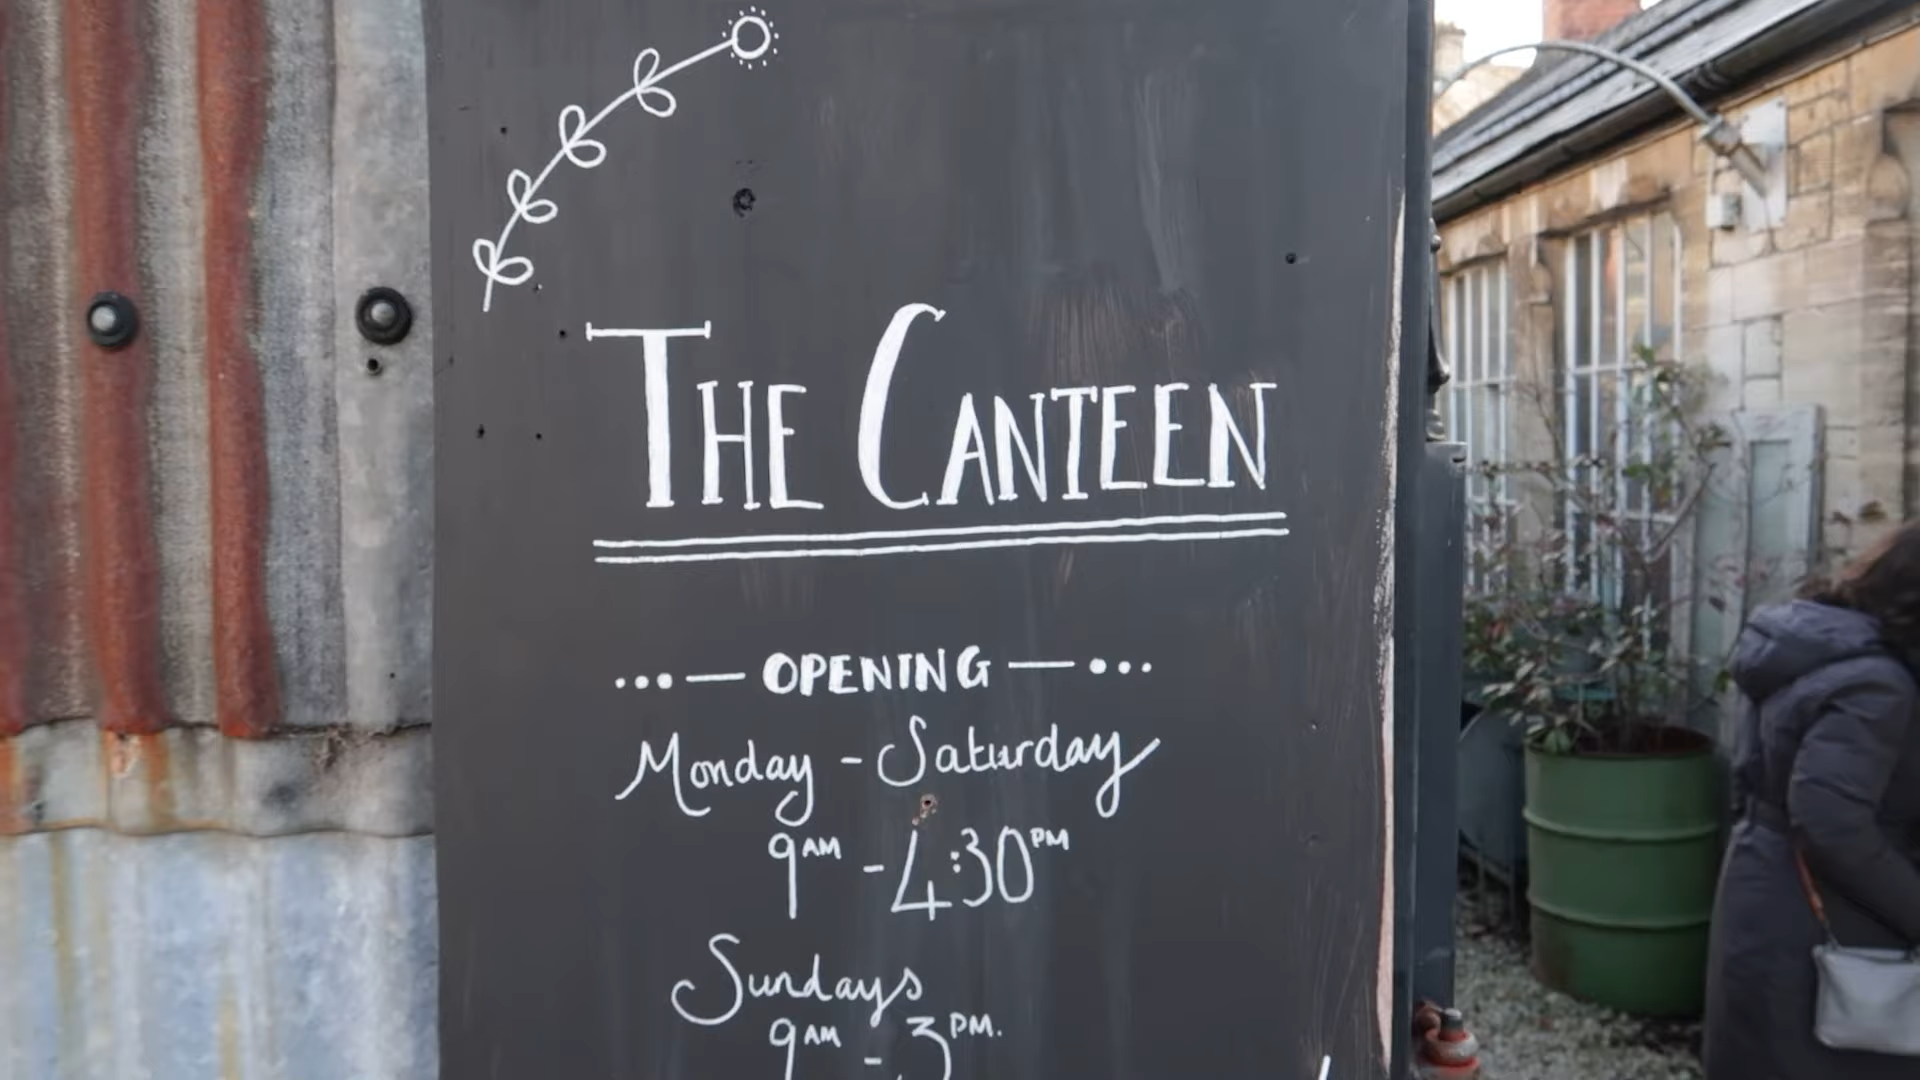 THE CANTEEN
OPENING
Monday - Saturday
9AM - 4:30PM
Sundays
9AM - 3PM.